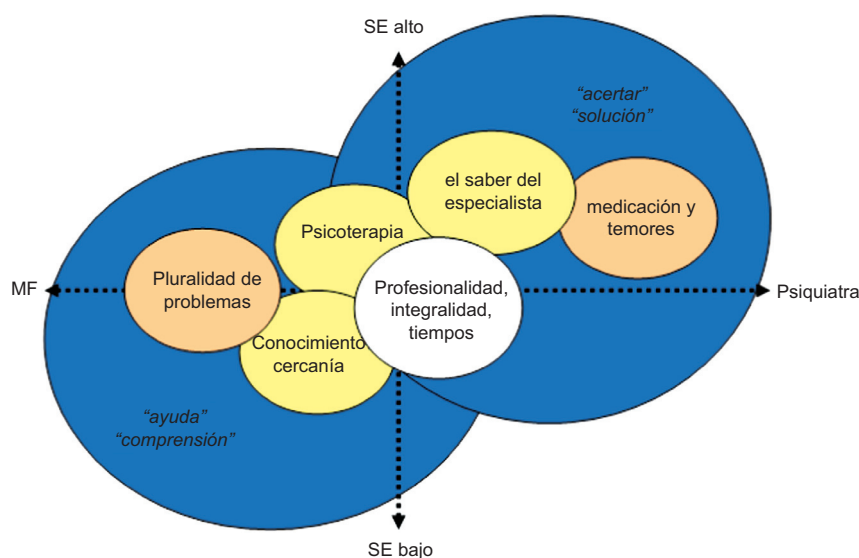 SE alto
“acertar”
“solución”
el saber del
especialista
medicación y
temores
Psicoterapia
MF
Pluralidad de
problemas
Profesionalidad,
integralidad,
tiempos
Psiquiatra
Conocimiento,
cercanía
“ayuda”
“comprensión”
SE bajo